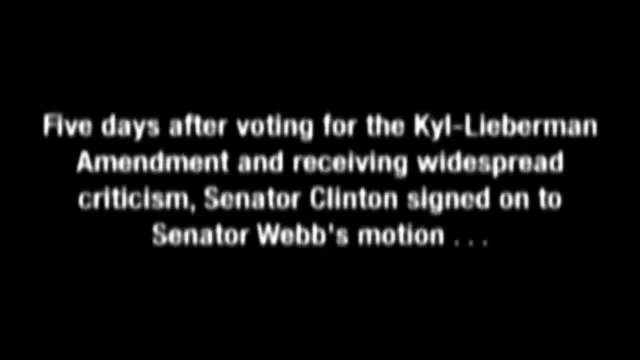 Five days after voting for the Kyl-Lieberman
Amendment and receiving widespread
criticism, Senator Clinton signed on to
Senator Webb's motion . . .